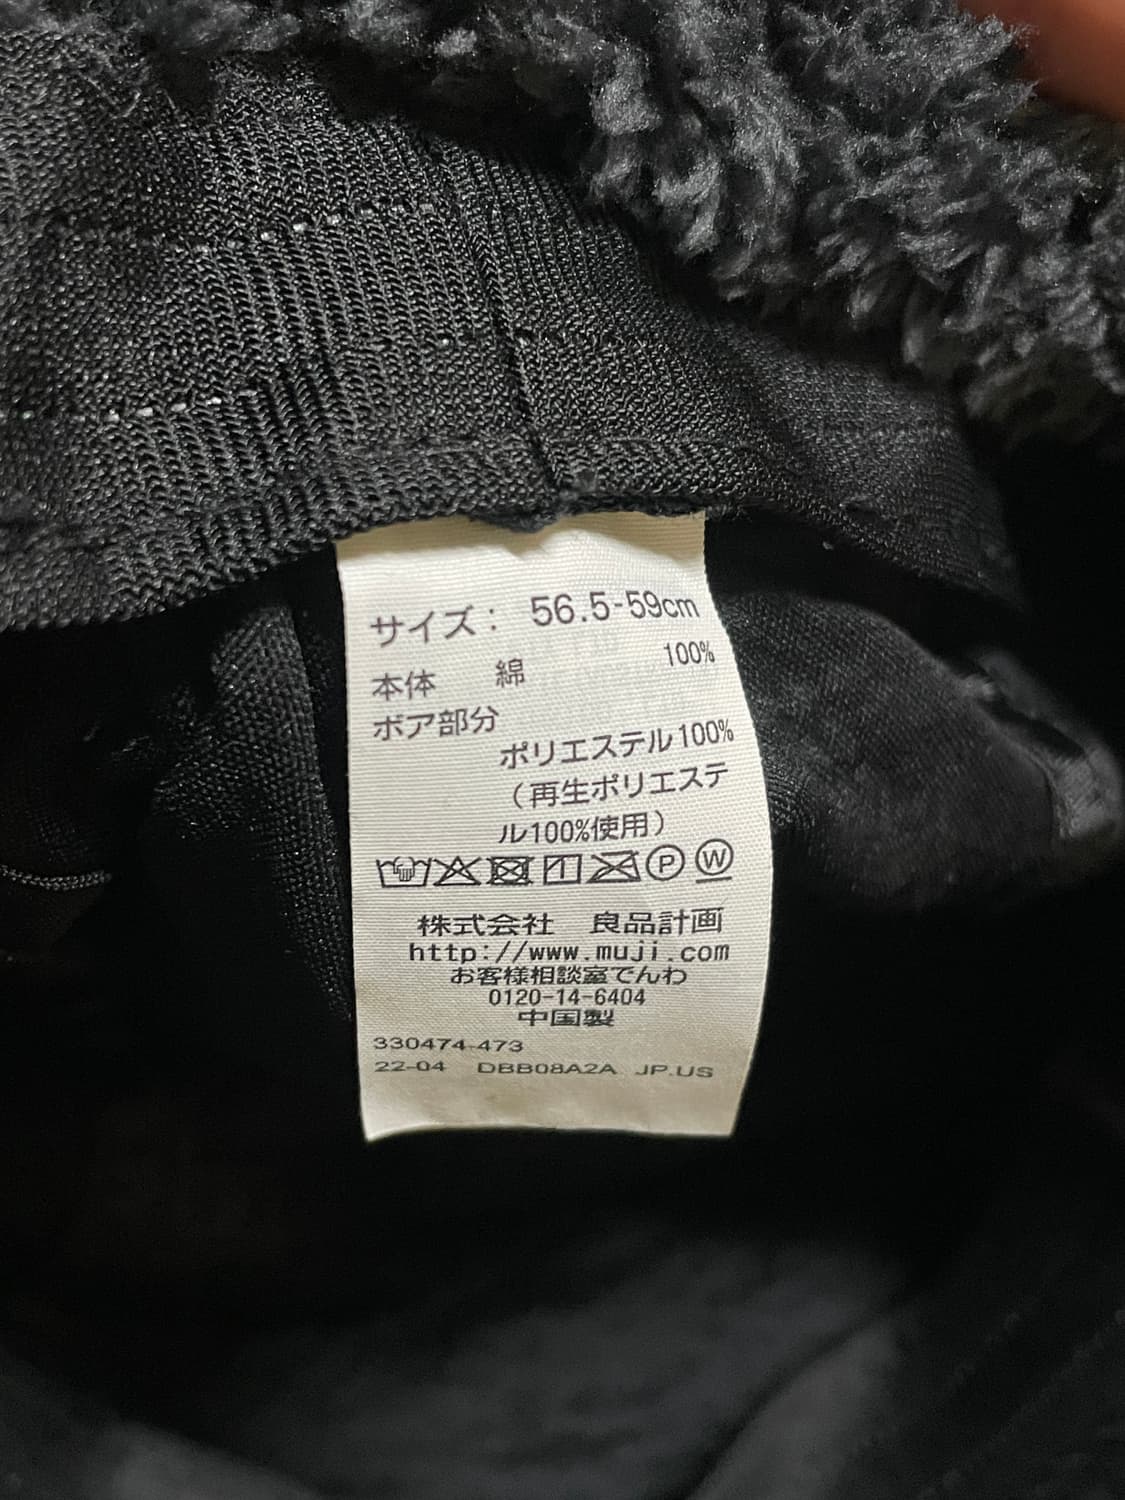 サイズ: 56.5-59cm
本体 綿 100%
ボア部分
ポリエステル100%
(再生ポリエステ
ル100%使用)
P W
株式会社 良品計画
http://www.muji.com
お客様相談室でんわ
0120-14-6404
中国製
330474-473
22-04 DBB08A2A JP.US